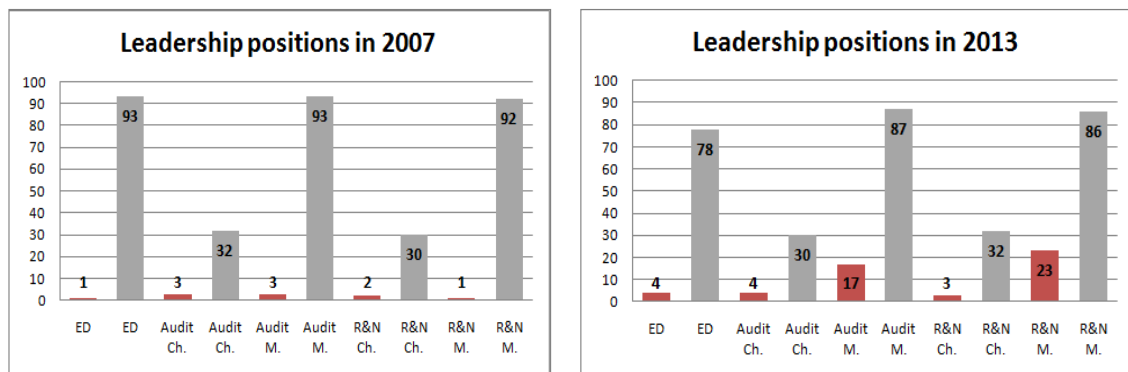 Leadership positions in 2007
100
90
80
70
60
50
40
30
20
10
0
1
93
3
32
3
93
2
30
1
92
ED
ED
Audit Ch.
Audit Ch.
Audit M.
Audit M.
R&N Ch.
R&N Ch.
R&N M.
R&N M.
Leadership positions in 2013
100
90
80
70
60
50
40
30
20
10
0
4
78
4
30
17
87
3
32
23
86
ED
ED
Audit Ch.
Audit Ch.
Audit M.
Audit M.
R&N Ch.
R&N Ch.
R&N M.
R&N M.